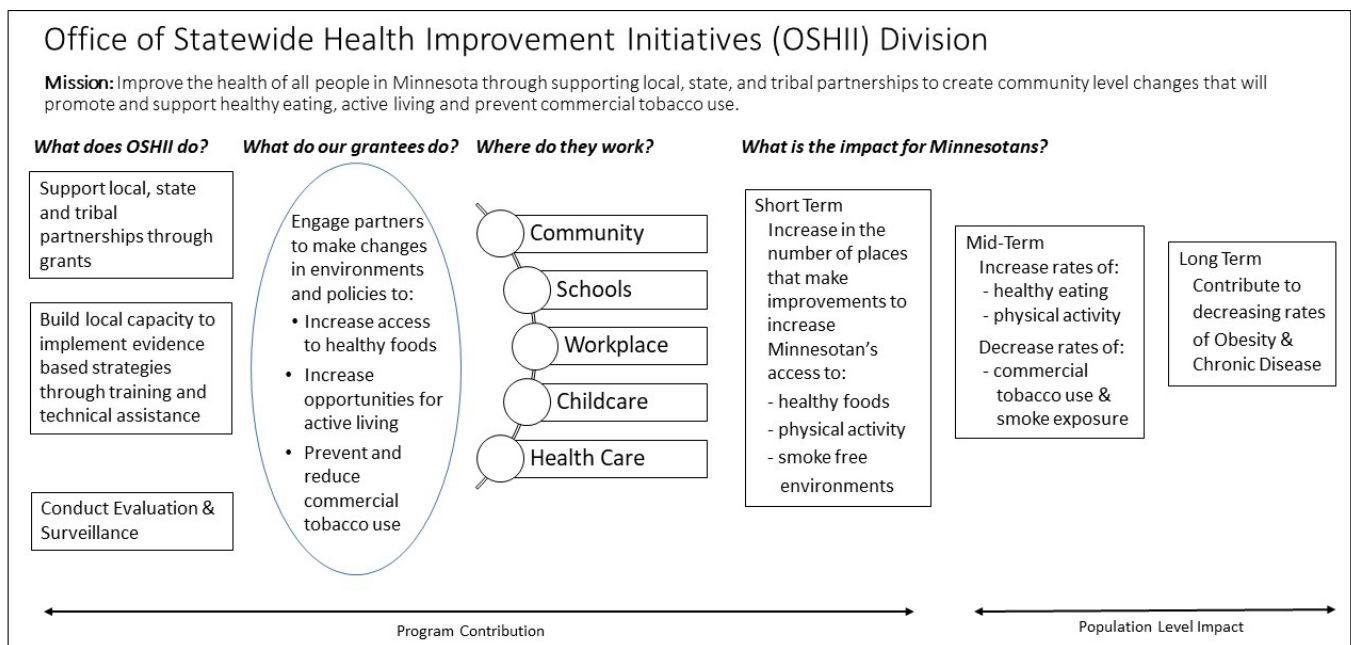 Office of Statewide Health Improvement Initiatives (OSHII) Division
Mission: Improve the health of all people in Minnesota through supporting local, state, and tribal partnerships to create community level changes that will
promote and support healthy eating, active living and prevent commercial tobacco use.
What does OSHII do?
Support local, state
and tribal
partnerships through
grants
Build local capacity to
implement evidence
based strategies
through training and
technical assistance
Conduct Evaluation &
Surveillance
What do our grantees do?
Engage partners
to make changes
in environments
and policies to:
• Increase access
to healthy foods
• Increase
opportunities for
active living
• Prevent and
reduce
commercial
tobacco use
Where do they work?
Community
Schools
Workplace
Childcare
Health Care
What is the impact for Minnesotans?
Short Term
Increase in the
number of places
that make
improvements to
increase
Minnesotan's
access to:
- healthy foods
- physical activity
- smoke free
environments
Mid-Term
Increase rates of:
- healthy eating
- physical activity
Decrease rates of:
- commercial
tobacco use &
smoke exposure
Long Term
Contribute to
decreasing rates
of Obesity &
Chronic Disease
Program Contribution
Population Level Impact